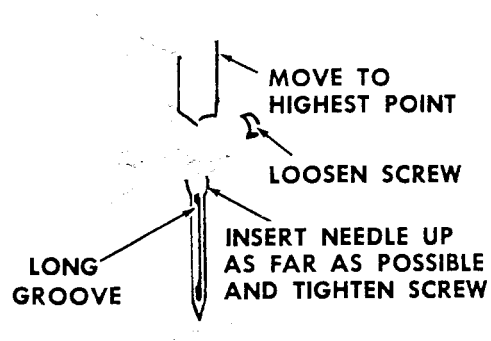 MOVE TO
HIGHEST POINT
LOOSEN SCREW
INSERT NEEDLE UP
AS FAR AS POSSIBLE
AND TIGHTEN SCREW
LONG
GROOVE